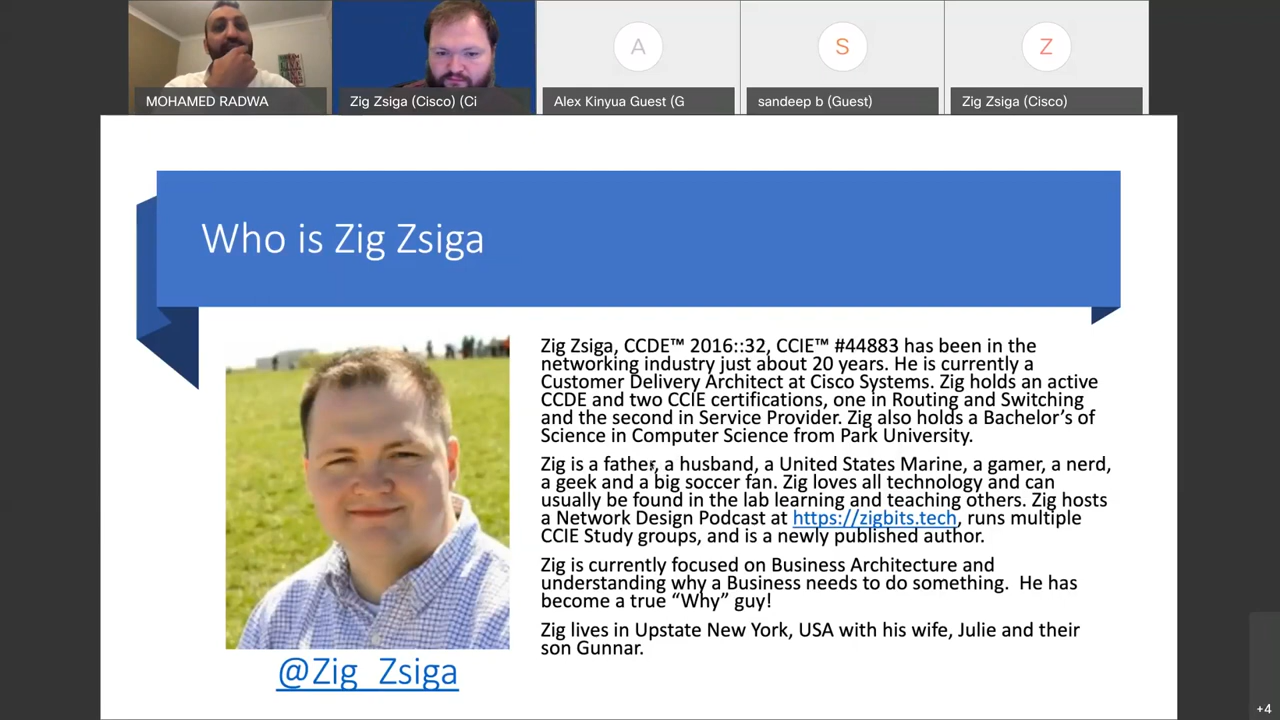 MOHAMED RADWA
Zig Zsiga (Cisco) (Ci
A
Alex Kinyua Guest (G
S
sandeep b (Guest)
Z
Zig Zsiga (Cisco)
Who is Zig Zsiga
Zig Zsiga, CCDE™ 2016::32, CCIE™ #44883 has been in the
networking industry just about 20 years. He is currently a
Customer Delivery Architect at Cisco Systems. Zig holds an active
CCDE and two CCIE certifications, one in Routing and Switching
and the second in Service Provider. Zig also holds a Bachelor's of
Science in Computer Science from Park University.
Zig is a father, a husband, a United States Marine, a gamer, a nerd,
a geek and a big soccer fan. Zig loves all technology and can
usually be found in the lab learning and teaching others. Zig hosts
a Network Design Podcast at https://zigbits.tech, runs multiple
CCIE Study groups, and is a newly published author.
Zig is currently focused on Business Architecture and
understanding why a Business needs to do something. He has
become a true “Why” guy!
Zig lives in Upstate New York, USA with his wife, Julie and their
son Gunnar.
@Zig_Zsiga
+4